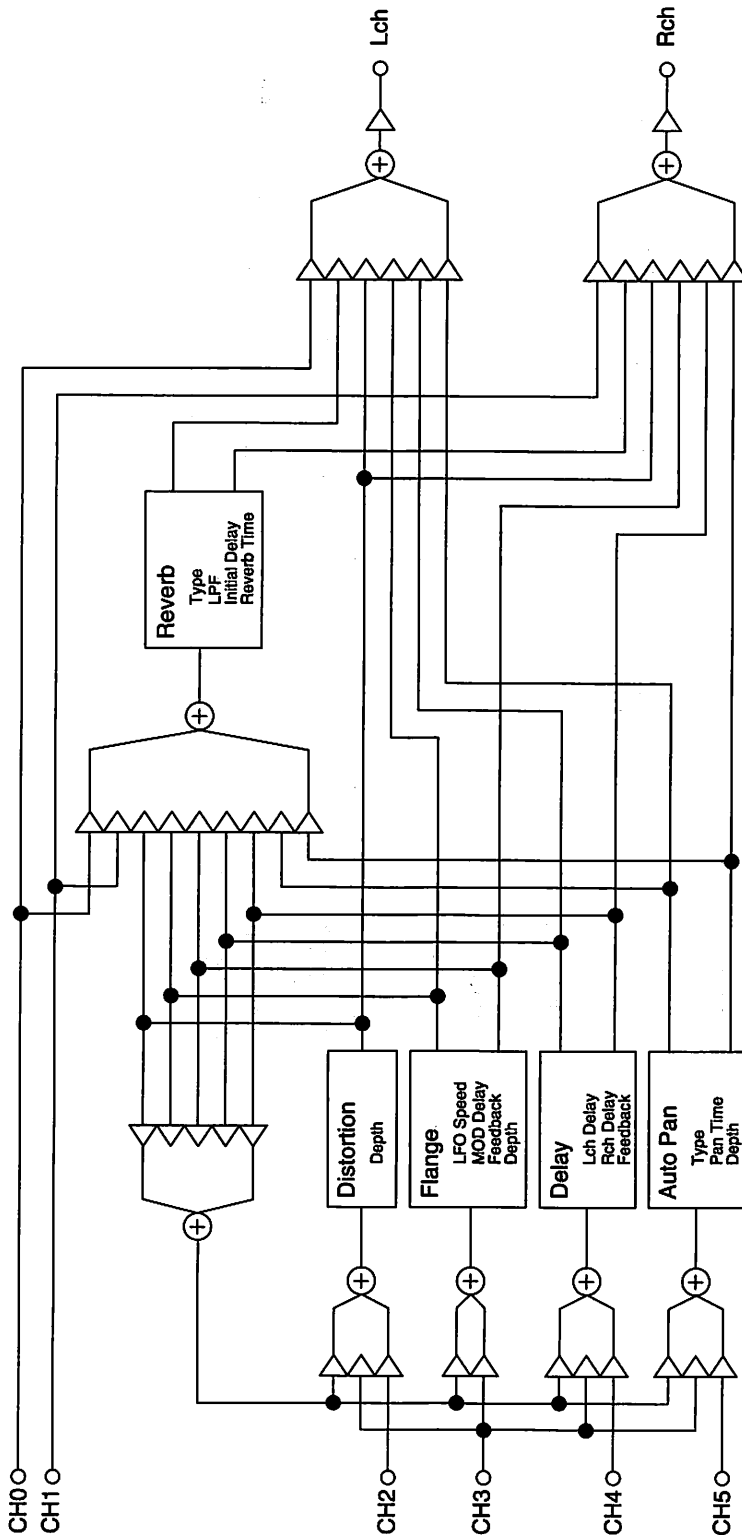 CH0
CH1
CH2
CH3
CH4
CH5
Distortion
Depth
Flange
LFO Speed
MOD Delay
Feedback
Depth
Delay
Lch Delay
Rch Delay
Feedback
Auto Pan
Type
Pan Time
Depth
Reverb
Type
LPF
Initial Delay
Reverb Time
Lch
Rch